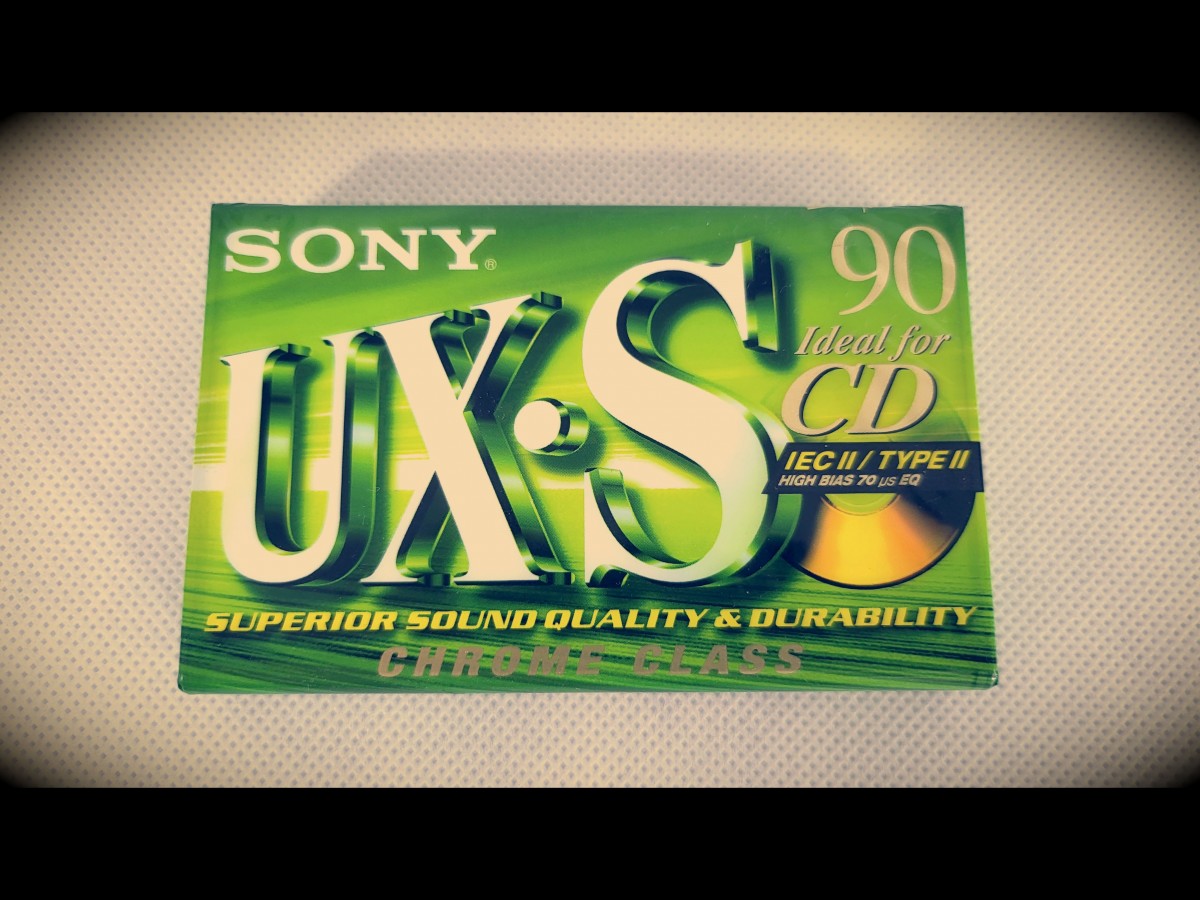 SONY®
90
UX·S
Ideal for
CD
IEC II / TYPE II
HIGH BIAS 70 µs EQ
SUPERIOR SOUND QUALITY & DURABILITY
CHROME CLASS